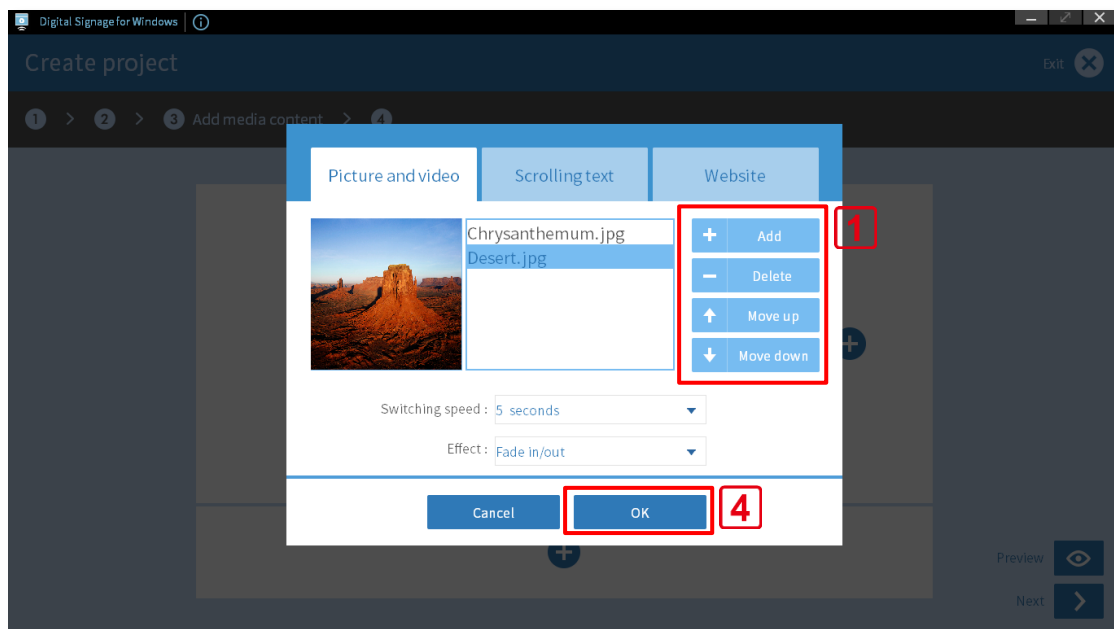 Digital Signage for Windows
Create project
Exit
1 > 2 > 3 Add media content > 4
Picture and video
Scrolling text
Website
Chrysanthemum.jpg
Desert.jpg
Add
Delete
Move up
Move down
1
Switching speed : 5 seconds
Effect : Fade in/out
Cancel
OK
4
Preview
Next